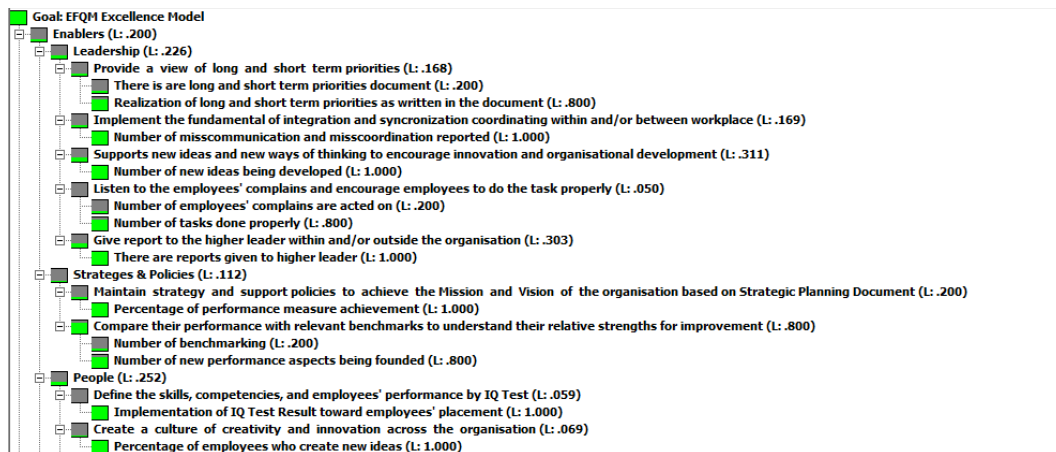 Goal: EFQM Excellence Model
Enablers (L: .200)
Leadership (L: .226)
Provide a view of long and short term priorities (L: .168)
There is are long and short term priorities document (L: .200)
Realization of long and short term priorities as written in the document (L: .800)
Implement the fundamental of integration and syncronization coordinating within and/or between workplace (L: .169)
Number of misscommunication and misscoordination reported (L: 1.000)
Supports new ideas and new ways of thinking to encourage innovation and organisational development (L: .311)
Number of new ideas being developed (L: 1.000)
Listen to the employees' complains and encourage employees to do the task properly (L: .050)
Number of employees' complains are acted on (L: .200)
Number of tasks done properly (L: .800)
Give report to the higher leader within and/or outside the organisation (L: .303)
There are reports given to higher leader (L: 1.000)
Strateges & Policies (L: .112)
Maintain strategy and support policies to achieve the Mission and Vision of the organisation based on Strategic Planning Document (L: .200)
Percentage of performance measure achievement (L: 1.000)
Compare their performance with relevant benchmarks to understand their relative strengths for improvement (L: .800)
Number of benchmarking (L: .200)
Number of new performance aspects being founded (L: .800)
People (L: .252)
Define the skills, competencies, and employees' performance by IQ Test (L: .059)
Implementation of IQ Test Result toward employees' placement (L: 1.000)
Create a culture of creativity and innovation across the organisation (L: .069)
Percentage of employees who create new ideas (L: 1.000)